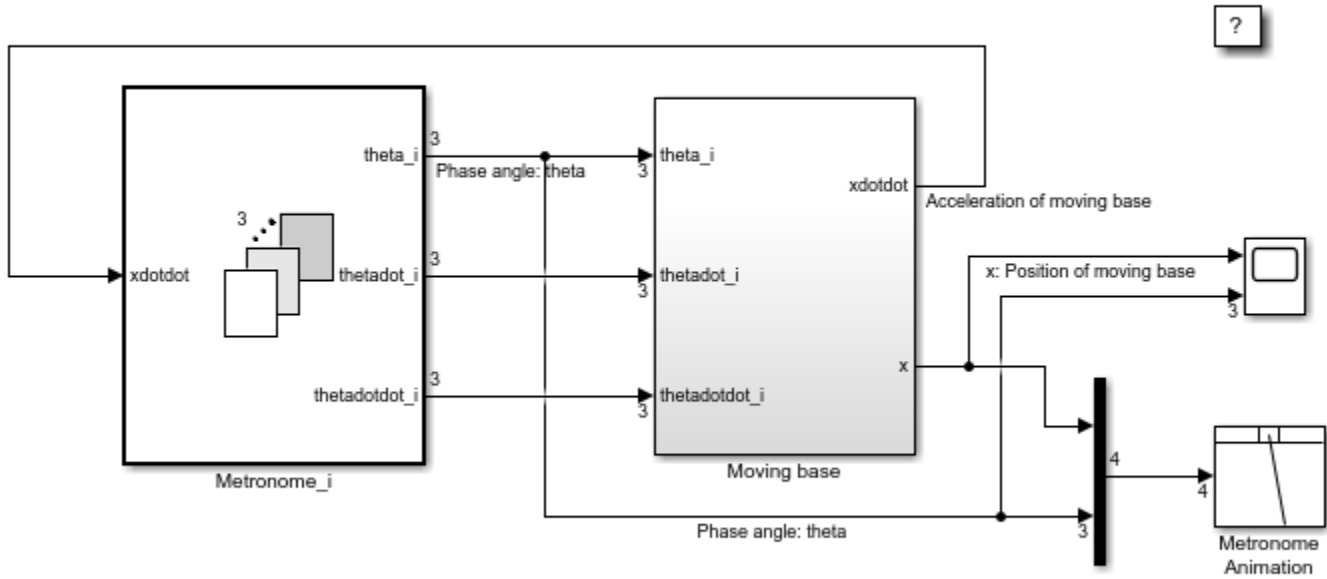 ?
3
theta_i
theta_i
3
Phase angle: theta
xdotdot
Acceleration of moving base
3
3
xdotdot
thetadot_i
thetadot_i
3
x: Position of moving base
3
x
3
thetadotdot_i
thetadotdot_i
3
4
Metronome_i
Moving base
4
Phase angle: theta
3
Metronome
Animation